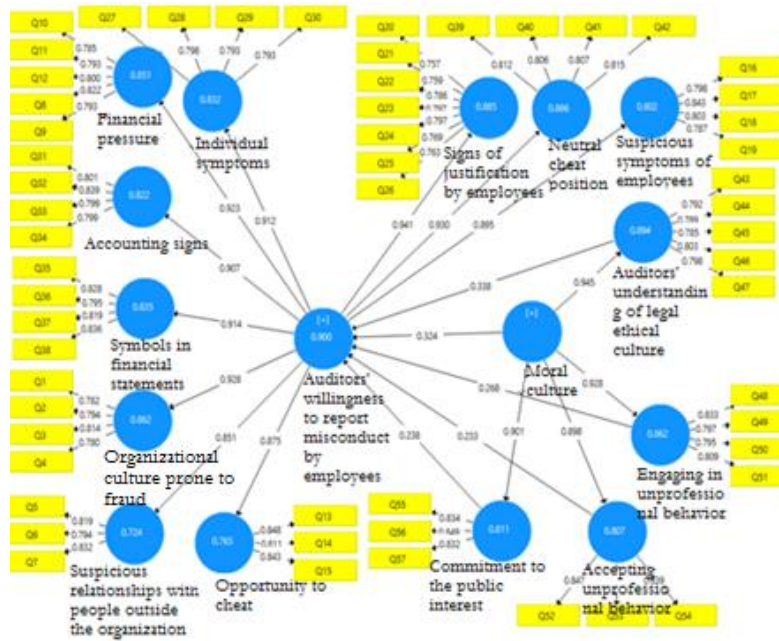 Q10
Q11
Q12
Q8
Q9
0.785
0.793
0.800
0.822
0.793
0.851
Financial
pressure
Q27
Q28
Q29
Q30
0.798
0.793
0.793
0.832
Individual
symptoms
Q20
Q21
Q22
Q23
Q24
Q25
Q26
0.757
0.759
0.786
0.797
0.769
0.763
0.885
Signs of
justification
by employees
Q39
Q40
Q41
Q42
0.812
0.806
0.807
0.815
0.886
Neutral
cheat
position
Q16
Q17
Q18
Q19
0.798
0.843
0.803
0.787
0.802
Suspicious
symptoms of
employees
Q31
Q32
Q33
Q34
0.801
0.839
0.799
0.799
0.822
Accounting signs
Q43
Q44
Q45
Q46
Q47
0.792
0.799
0.785
0.803
0.798
0.894
Auditors'
understandin
g of legal
ethical
culture
0.923
0.912
0.941
0.930
0.895
0.907
0.338
0.945
Q35
Q36
Q37
Q38
0.828
0.795
0.819
0.836
0.835
Symbols in
financial
statements
0.914
[+]
0.900
Auditors'
willingness
to report
misconduct
by
employees
0.324
[+]
Moral
culture
Q1
Q2
Q3
Q4
0.782
0.794
0.814
0.780
0.862
Organizational
culture prone to
fraud
0.928
0.268
0.928
Q48
Q49
Q50
Q51
0.833
0.797
0.795
0.809
0.862
Engaging in
unprofessio
nal behavior
0.851
0.875
0.238
0.233
0.901
0.898
Q5
Q6
Q7
0.819
0.794
0.832
0.724
Suspicious
relationships with
people outside
the organization
Q13
Q14
Q15
0.848
0.811
0.843
0.765
Opportunity to
cheat
Q55
Q56
Q57
0.834
0.832
0.811
Commitment to
the public
interest
0.807
Accepting
unprofessio
nal behavior
0.847
Q52
Q53
Q54